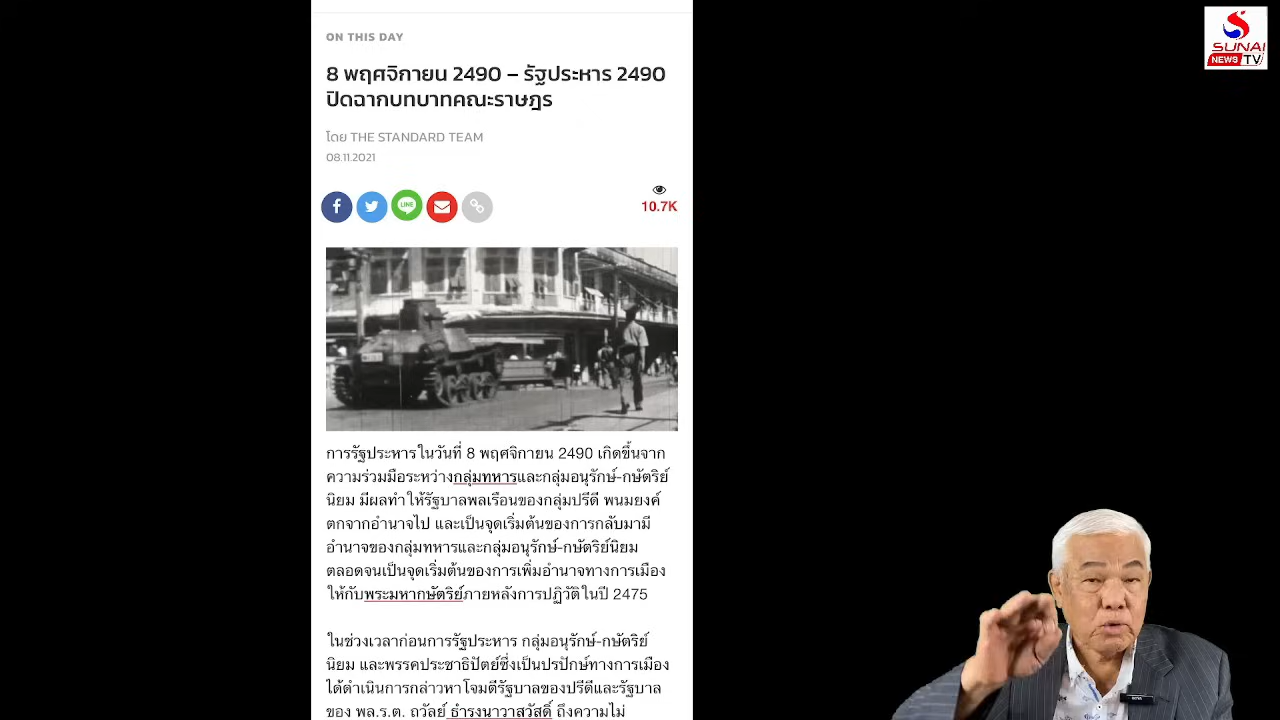 ON THIS DAY
8 พฤศจิกายน 2490 – รัฐประหาร 2490
ปิดฉากบทบาทคณะราษฎร
โดย THE STANDARD TEAM
08.11.2021
LINE
10.7K
การรัฐประหารในวันที่ 8 พฤศจิกายน 2490 เกิดขึ้นจาก
ความร่วมมือระหว่างกลุ่มทหารและกลุ่มอนุรักษ์-กษัตริย์
นิยม มีผลทำให้รัฐบาลพลเรือนของกลุ่มปรีดี พนมยงค์
ตกจากอำนาจไป และเป็นจุดเริ่มต้นของการกลับมามี
อำนาจของกลุ่มทหารและกลุ่มอนุรักษ์-กษัตริย์นิยม
ตลอดจนเป็นจุดเริ่มต้นของการเพิ่มอำนาจทางการเมือง
ให้กับพระมหากษัตริย์ภายหลังการปฏิวัติในปี 2475
ในช่วงเวลาก่อนการรัฐประหาร กลุ่มอนุรักษ์-กษัตริย์
นิยม และพรรคประชาธิปัตย์ซึ่งเป็นปรปักษ์ทางการเมือง
ได้ดำเนินการกล่าวหาโจมตีรัฐบาลของปรีดีและรัฐบาล
ของ พล.ร.ต. ถวัลย์ ธำรงนาวาสวัสดิ์ ถึงความไม่
SUNAI
NEWS TV